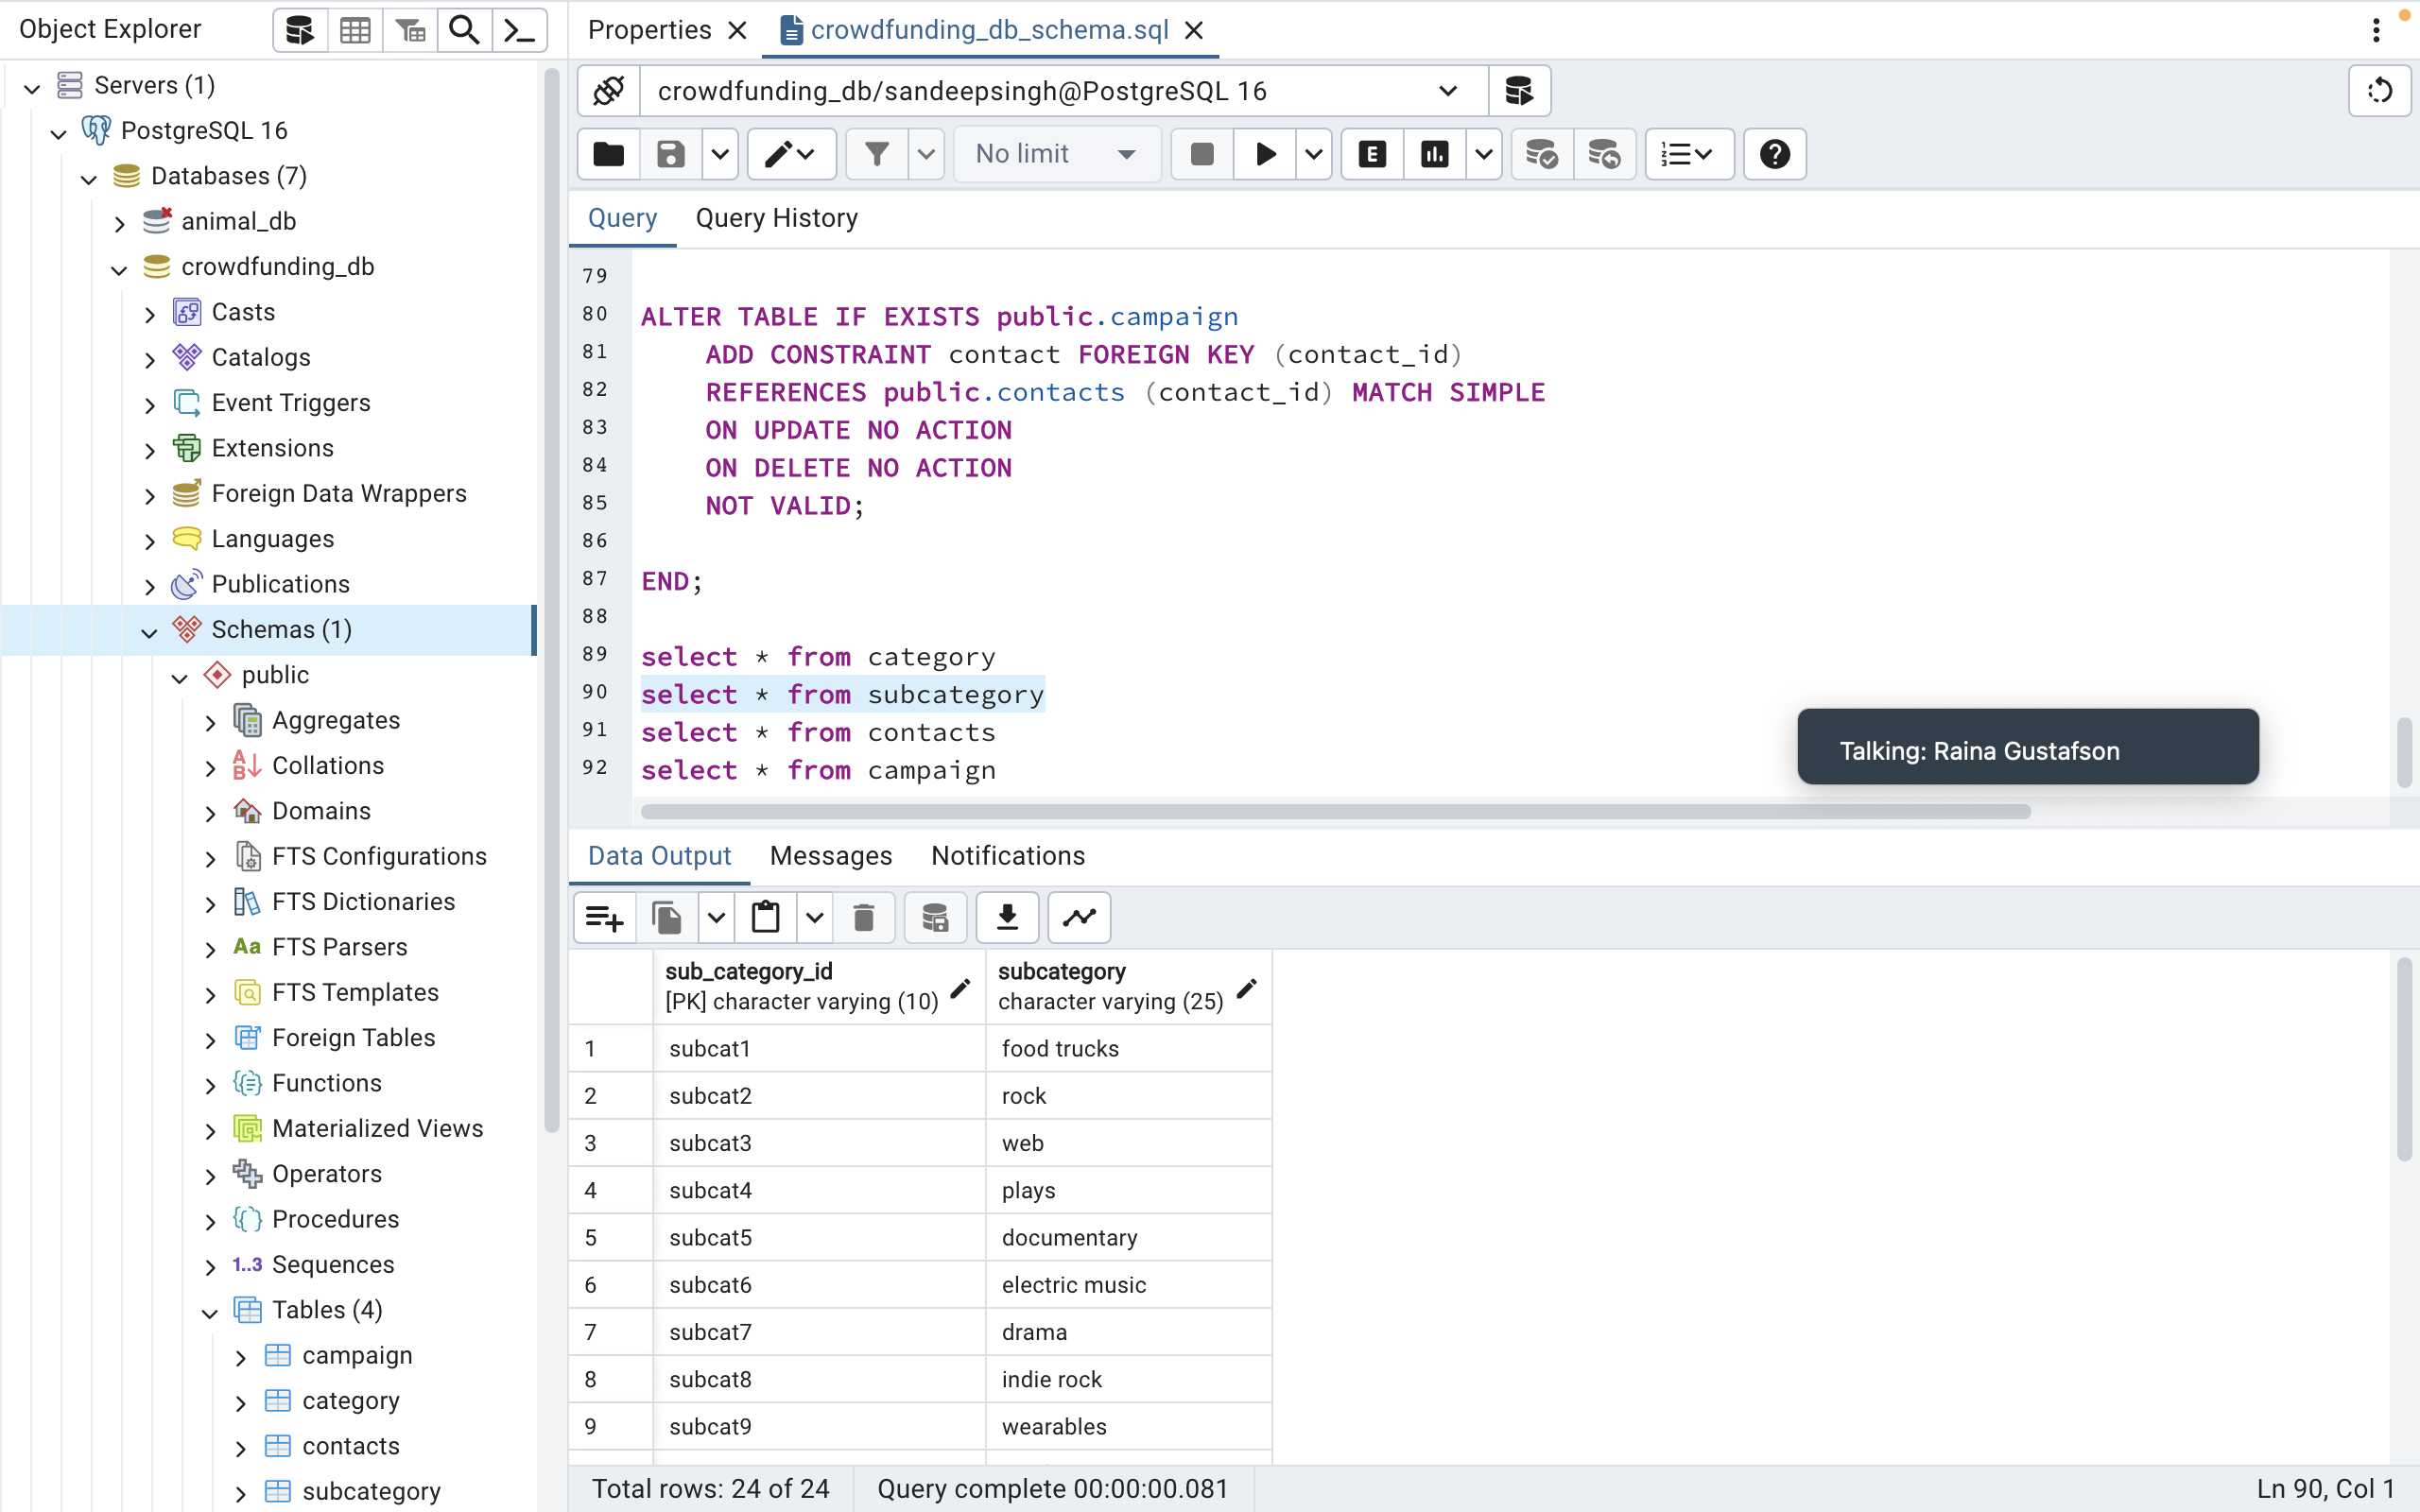 Object Explorer
Servers (1)
PostgreSQL 16
Databases (7)
animal_db
crowdfunding_db
Casts
Catalogs
Event Triggers
Extensions
Foreign Data Wrappers
Languages
Publications
Schemas (1)
public
Aggregates
Collations
Domains
FTS Configurations
FTS Dictionaries
Aa FTS Parsers
FTS Templates
Foreign Tables
Functions
Materialized Views
Operators
Procedures
1..3 Sequences
Tables (4)
campaign
category
contacts
subcategory
Properties
crowdfunding_db_schema.sql
crowdfunding_db/sandeepsingh@PostgreSQL 16
No limit
E
Query Query History
79
80 ALTER TABLE IF EXISTS public.campaign
81 ADD CONSTRAINT contact FOREIGN KEY (contact_id)
82 REFERENCES public.contacts (contact_id) MATCH SIMPLE
83 ON UPDATE NO ACTION
84 ON DELETE NO ACTION
85 NOT VALID;
86
87 END;
88
89 select * from category
90 select * from subcategory
91 select * from contacts
92 select * from campaign
Talking: Raina Gustafson
Data Output Messages Notifications
sub_category_id subcategory
[PK] character varying (10) character varying (25)
1 subcat1 food trucks
2 subcat2 rock
3 subcat3 web
4 subcat4 plays
5 subcat5 documentary
6 subcat6 electric music
7 subcat7 drama
8 subcat8 indie rock
9 subcat9 wearables
Total rows: 24 of 24 Query complete 00:00:00.081 Ln 90, Col 1